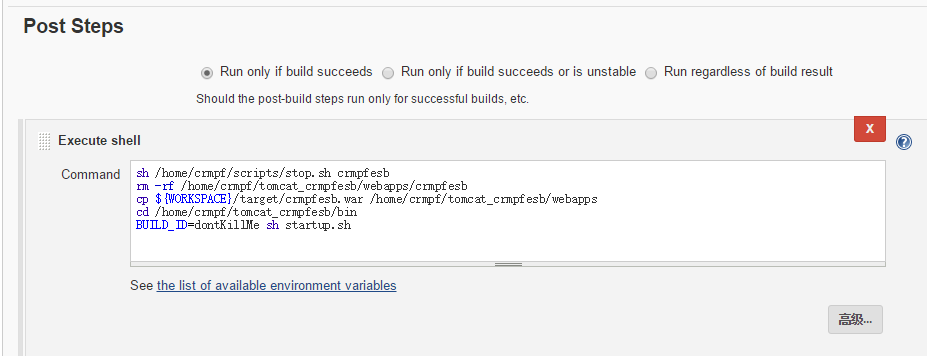 Post Steps
Run only if build succeeds Run only if build succeeds or is unstable Run regardless of build result
Should the post-build steps run only for successful builds, etc.
X
Execute shell
?
Command
sh /home/crmpf/scripts/stop.sh crmpfesb
rm -rf /home/crmpf/tomcat_crmpfesb/webapps/crmpfesb
cp ${WORKSPACE}/target/crmpfesb.war /home/crmpf/tomcat_crmpfesb/webapps
cd /home/crmpf/tomcat_crmpfesb/bin
BUILD_ID=dontKillMe sh startup.sh
See the list of available environment variables
高级...